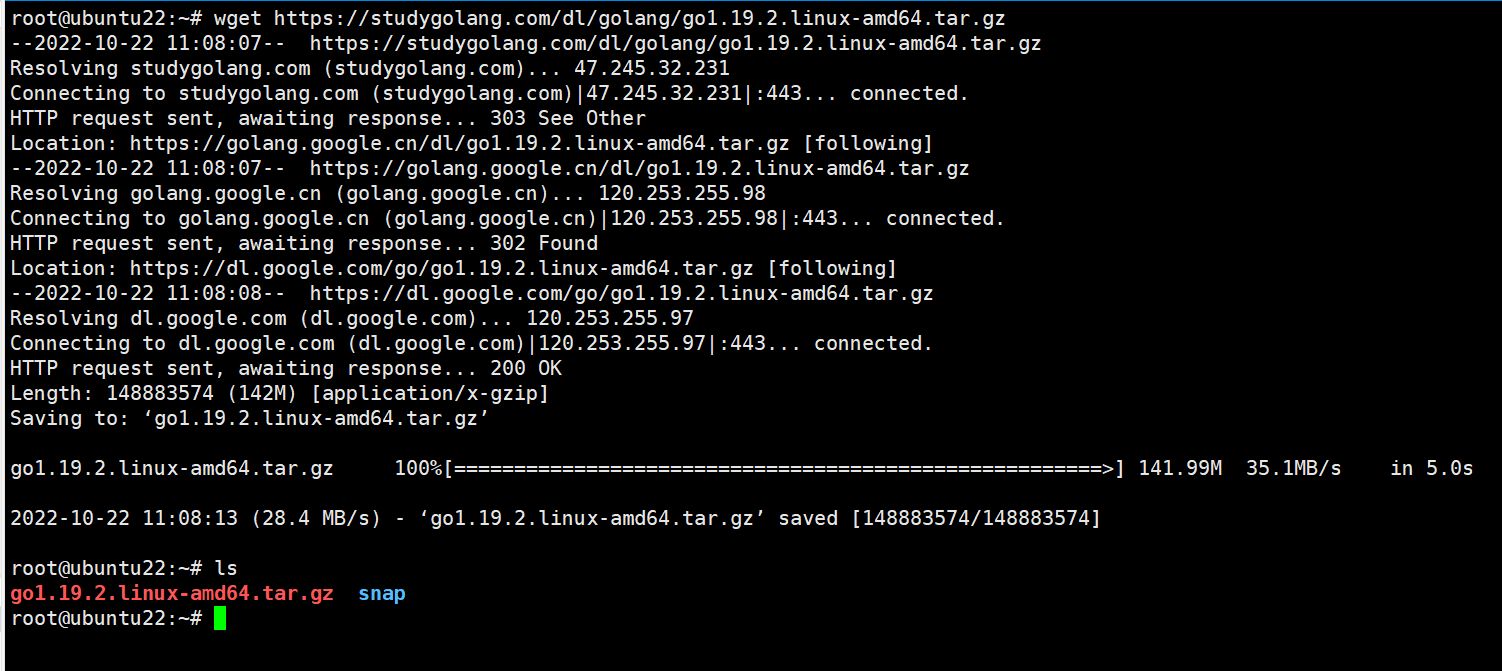 root@ubuntu22:~# wget https://studygolang.com/dl/golang/go1.19.2.linux-amd64.tar.gz
--2022-10-22 11:08:07--  https://studygolang.com/dl/golang/go1.19.2.linux-amd64.tar.gz
Resolving studygolang.com (studygolang.com)... 47.245.32.231
Connecting to studygolang.com (studygolang.com)|47.245.32.231|:443... connected.
HTTP request sent, awaiting response... 303 See Other
Location: https://golang.google.cn/dl/go1.19.2.linux-amd64.tar.gz [following]
--2022-10-22 11:08:07--  https://golang.google.cn/dl/go1.19.2.linux-amd64.tar.gz
Resolving golang.google.cn (golang.google.cn)... 120.253.255.98
Connecting to golang.google.cn (golang.google.cn)|120.253.255.98|:443... connected.
HTTP request sent, awaiting response... 302 Found
Location: https://dl.google.com/go/go1.19.2.linux-amd64.tar.gz [following]
--2022-10-22 11:08:08--  https://dl.google.com/go/go1.19.2.linux-amd64.tar.gz
Resolving dl.google.com (dl.google.com)... 120.253.255.97
Connecting to dl.google.com (dl.google.com)|120.253.255.97|:443... connected.
HTTP request sent, awaiting response... 200 OK
Length: 148883574 (142M) [application/x-gzip]
Saving to: ‘go1.19.2.linux-amd64.tar.gz’
go1.19.2.linux-amd64.tar.gz     100%[======================================================>] 141.99M  35.1MB/s    in 5.0s
2022-10-22 11:08:13 (28.4 MB/s) - ‘go1.19.2.linux-amd64.tar.gz’ saved [148883574/148883574]
root@ubuntu22:~# ls
go1.19.2.linux-amd64.tar.gz  snap
root@ubuntu22:~#